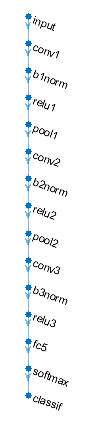 input
conv1
b1norm
relu1
pool1
conv2
b2norm
relu2
pool2
conv3
b3norm
relu3
fc5
softmax
classif